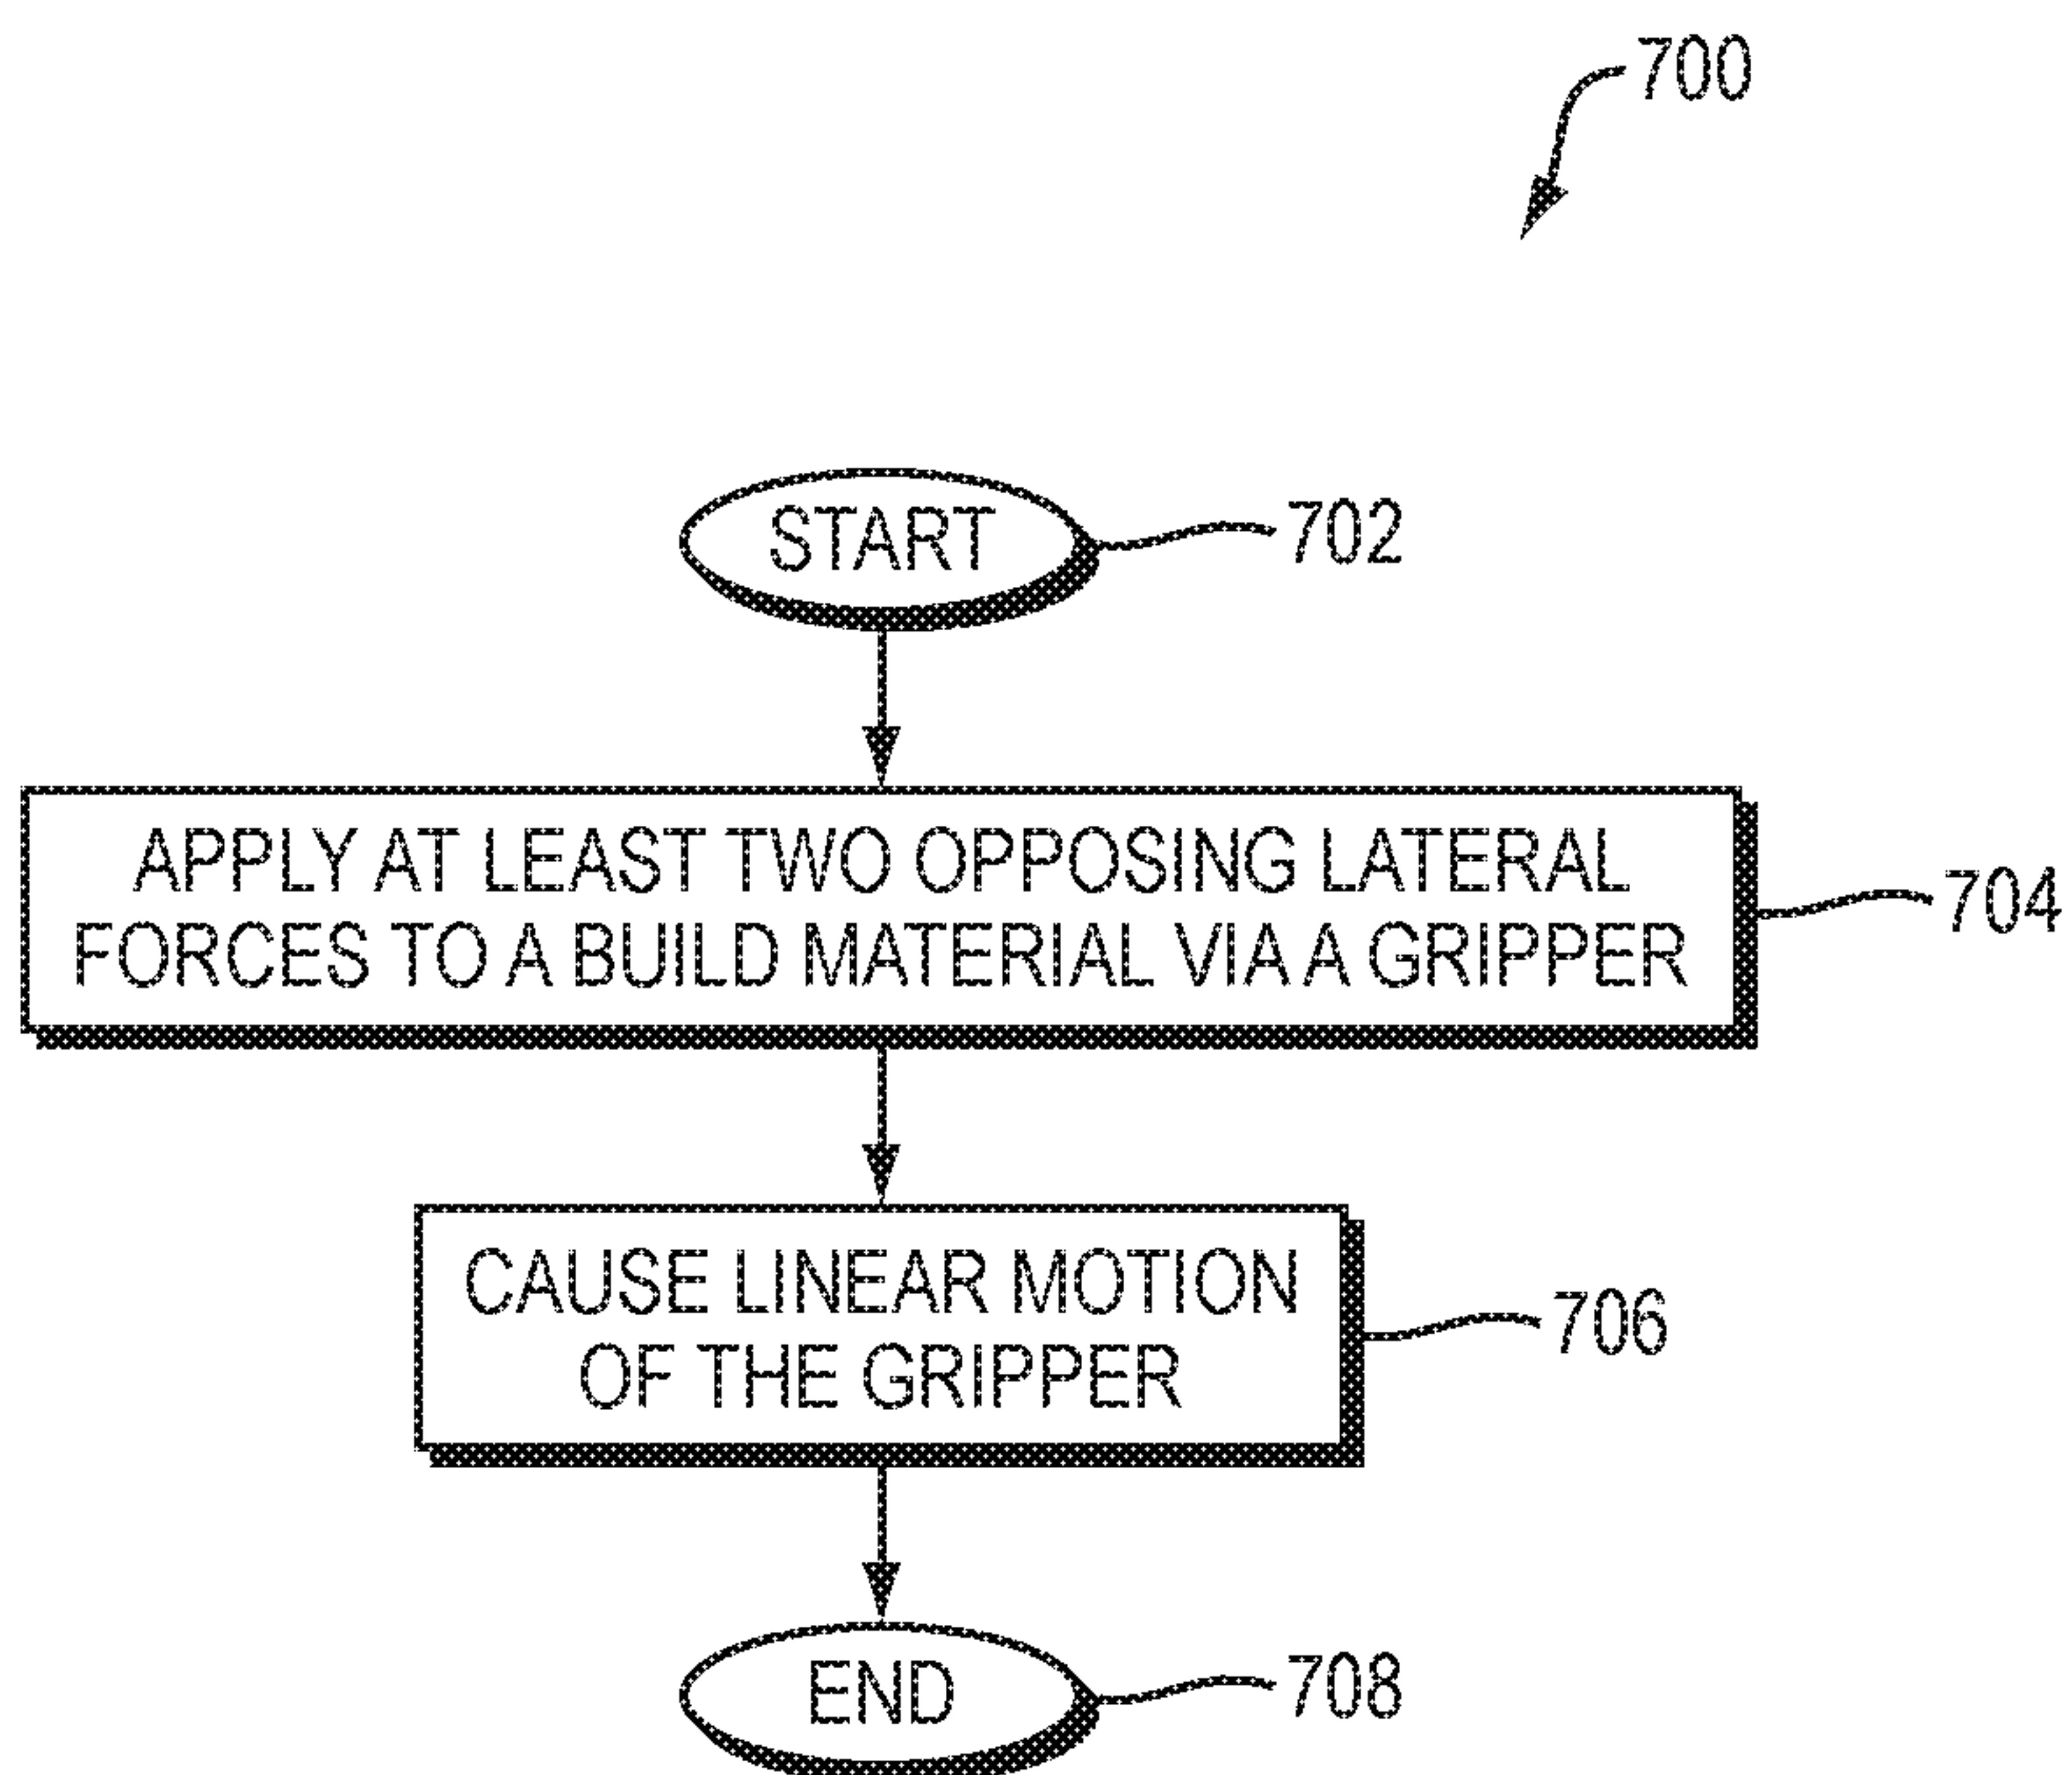 700
START
702
APPLY AT LEAST TWO OPPOSING LATERAL
FORCES TO A BUILD MATERIAL VIA A GRIPPER
704
CAUSE LINEAR MOTION
OF THE GRIPPER
706
END
708